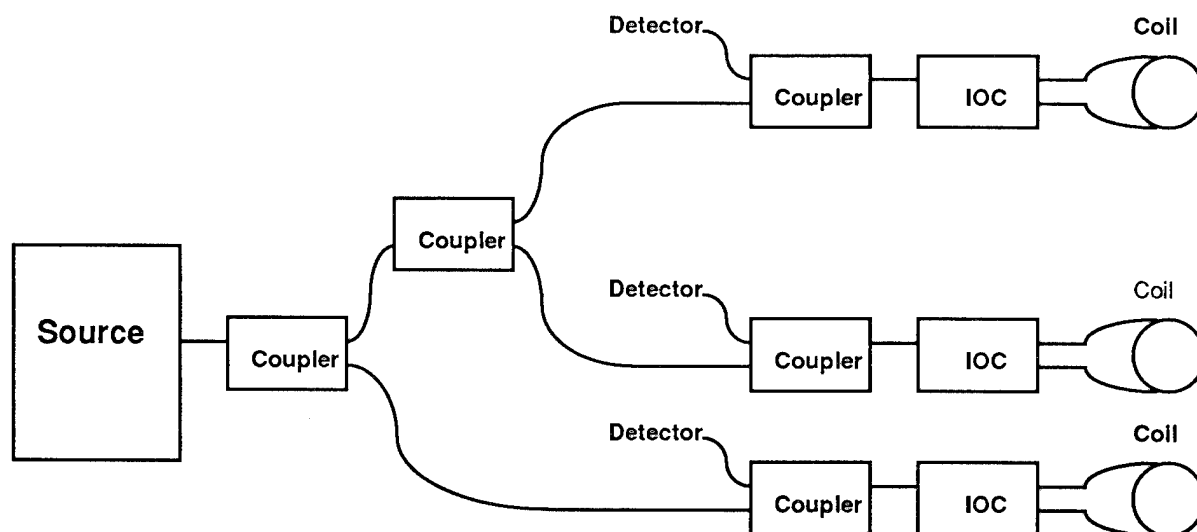 Detector
Coil
Coupler
IOC
Coupler
Source
Coupler
Detector
Coil
Coupler
IOC
Detector
Coil
Coupler
IOC